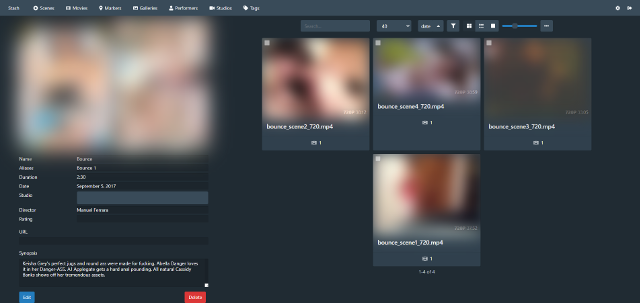 Stash Scenes Movies Markers Galleries Performers Studios Tags
Search...
40
date
bounce_scene2_720.mp4
1
bounce_scene4_720.mp4
1
bounce_scene3_720.mp4
1
bounce_scene1_720.mp4
1
1-4 of 4
Name Bounce
Aliases Bounce 1
Duration 2:30
Date September 5, 2017
Studio
Director Manuel Ferrara
Rating
URL
Synopsis
Keisha Grey's perfect jugs and round ass were made for fucking. Abella Danger loves
it in her Danger-ASS. AJ Applegate gets a hard anal pounding. All natural Cassidy
Banks shows off her tremendous assets.
Edit
Delete